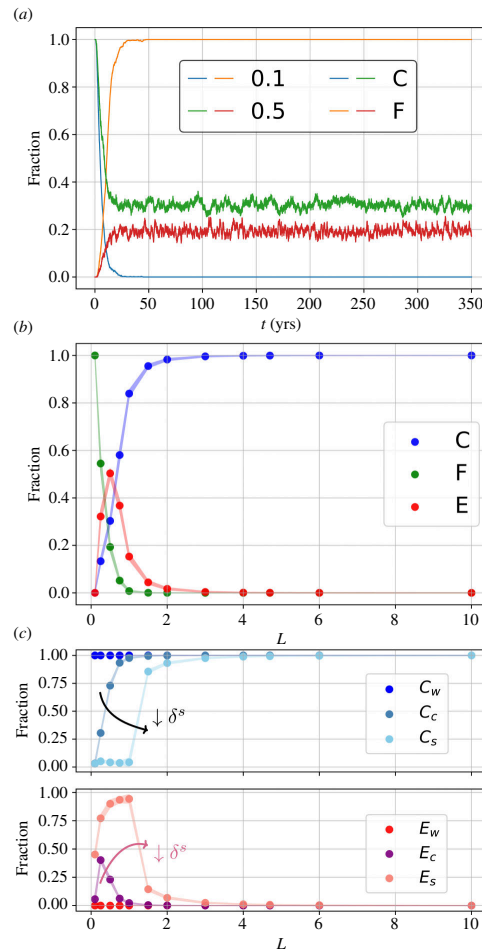 (a)
1.0
0.8
0.6
0.4
0.2
0.0
Fraction
0.1 C
0.5 F
0 50 100 150 200 250 300 350
t (yrs)
(b)
1.0
0.8
0.6
0.4
0.2
0.0
Fraction
C
F
E
0 2 4 6 8 10
L
(c)
1.00
0.75
0.50
0.25
0.00
Fraction
↓ δˢ
C_w
C_c
C_s
1.00
0.75
0.50
0.25
0.00
Fraction
↓ δˢ
E_w
E_c
E_s
0 2 4 6 8 10
L